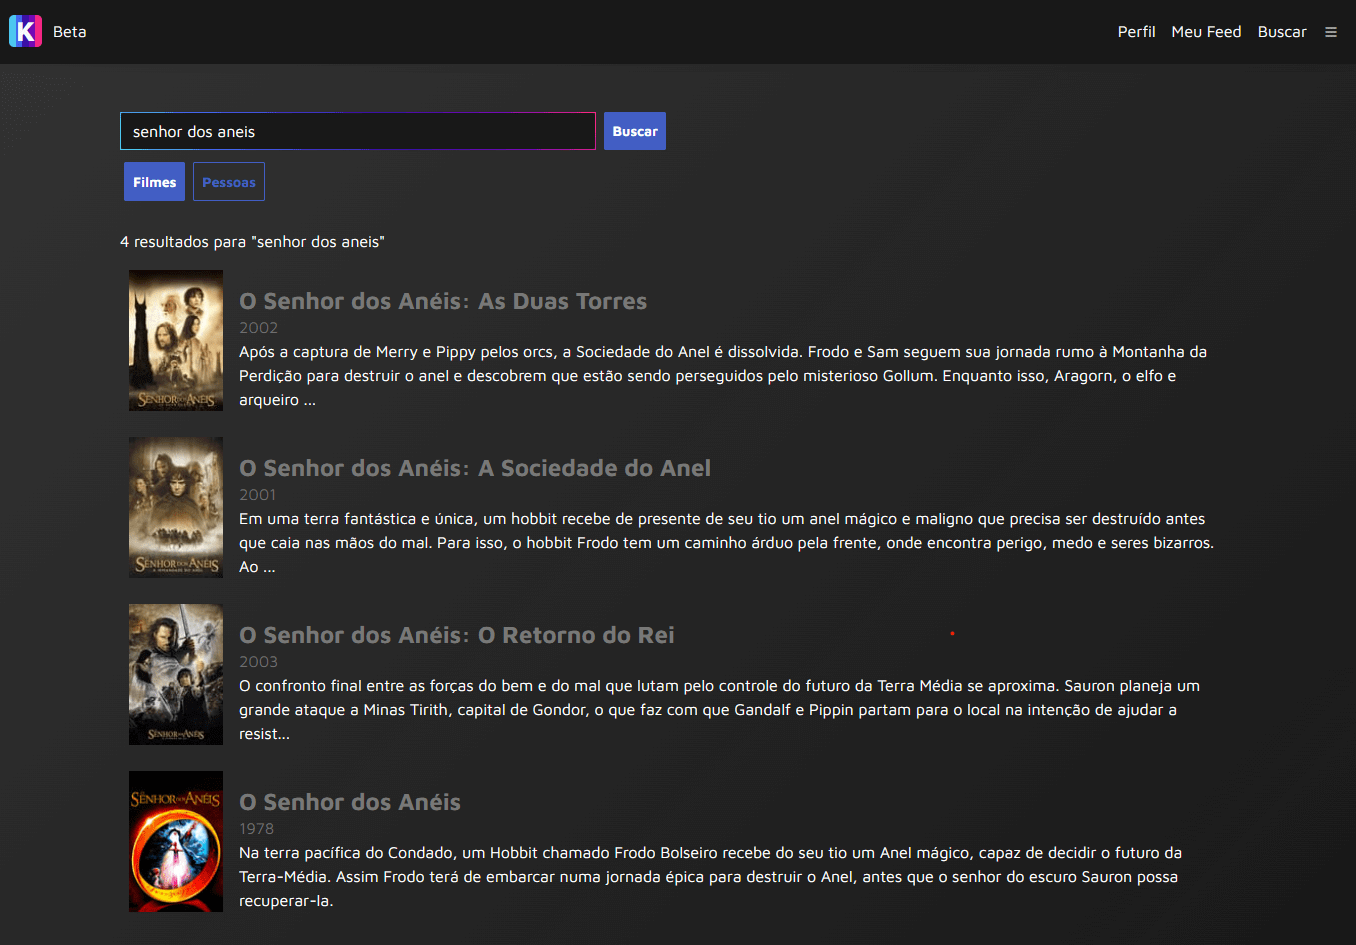 K Beta
Perfil Meu Feed Buscar
senhor dos aneis
Buscar
Filmes Pessoas
4 resultados para "senhor dos aneis"
SENHOR DOS ANÉIS
O Senhor dos Anéis: As Duas Torres
2002
Após a captura de Merry e Pippy pelos orcs, a Sociedade do Anel é dissolvida. Frodo e Sam seguem sua jornada rumo à Montanha da
Perdição para destruir o anel e descobrem que estão sendo perseguidos pelo misterioso Gollum. Enquanto isso, Aragorn, o elfo e
arqueiro ...
SENHOR DOS ANÉIS
O Senhor dos Anéis: A Sociedade do Anel
2001
Em uma terra fantástica e única, um hobbit recebe de presente de seu tio um anel mágico e maligno que precisa ser destruído antes
que caia nas mãos do mal. Para isso, o hobbit Frodo tem um caminho árduo pela frente, onde encontra perigo, medo e seres bizarros.
Ao ...
SENHOR DOS ANÉIS
O Senhor dos Anéis: O Retorno do Rei
2003
O confronto final entre as forças do bem e do mal que lutam pelo controle do futuro da Terra Média se aproxima. Sauron planeja um
grande ataque a Minas Tirith, capital de Gondor, o que faz com que Gandalf e Pippin partam para o local na intenção de ajudar a
resist...
SENHOR DOS ANÉIS
O Senhor dos Anéis
1978
Na terra pacífica do Condado, um Hobbit chamado Frodo Bolseiro recebe do seu tio um Anel mágico, capaz de decidir o futuro da
Terra-Média. Assim Frodo terá de embarcar numa jornada épica para destruir o Anel, antes que o senhor do escuro Sauron possa
recuperar-la.